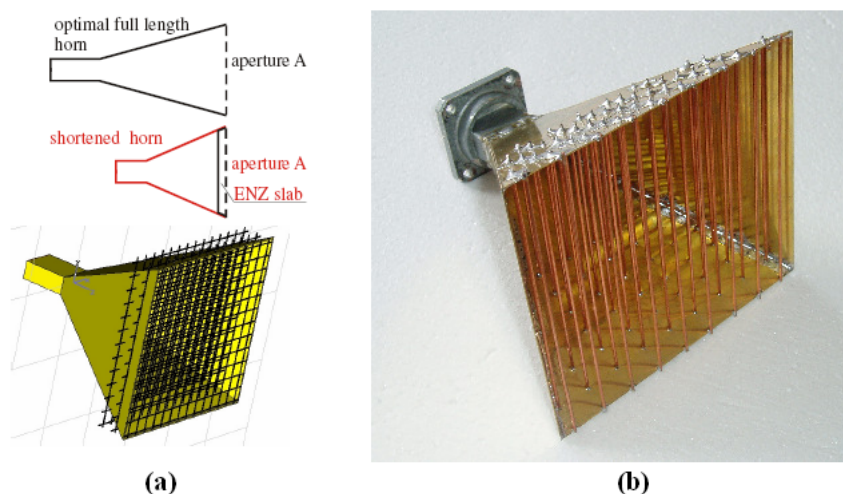 optimal full length
horn
aperture A
shortened horn
aperture A
ENZ slab
(a)
(b)